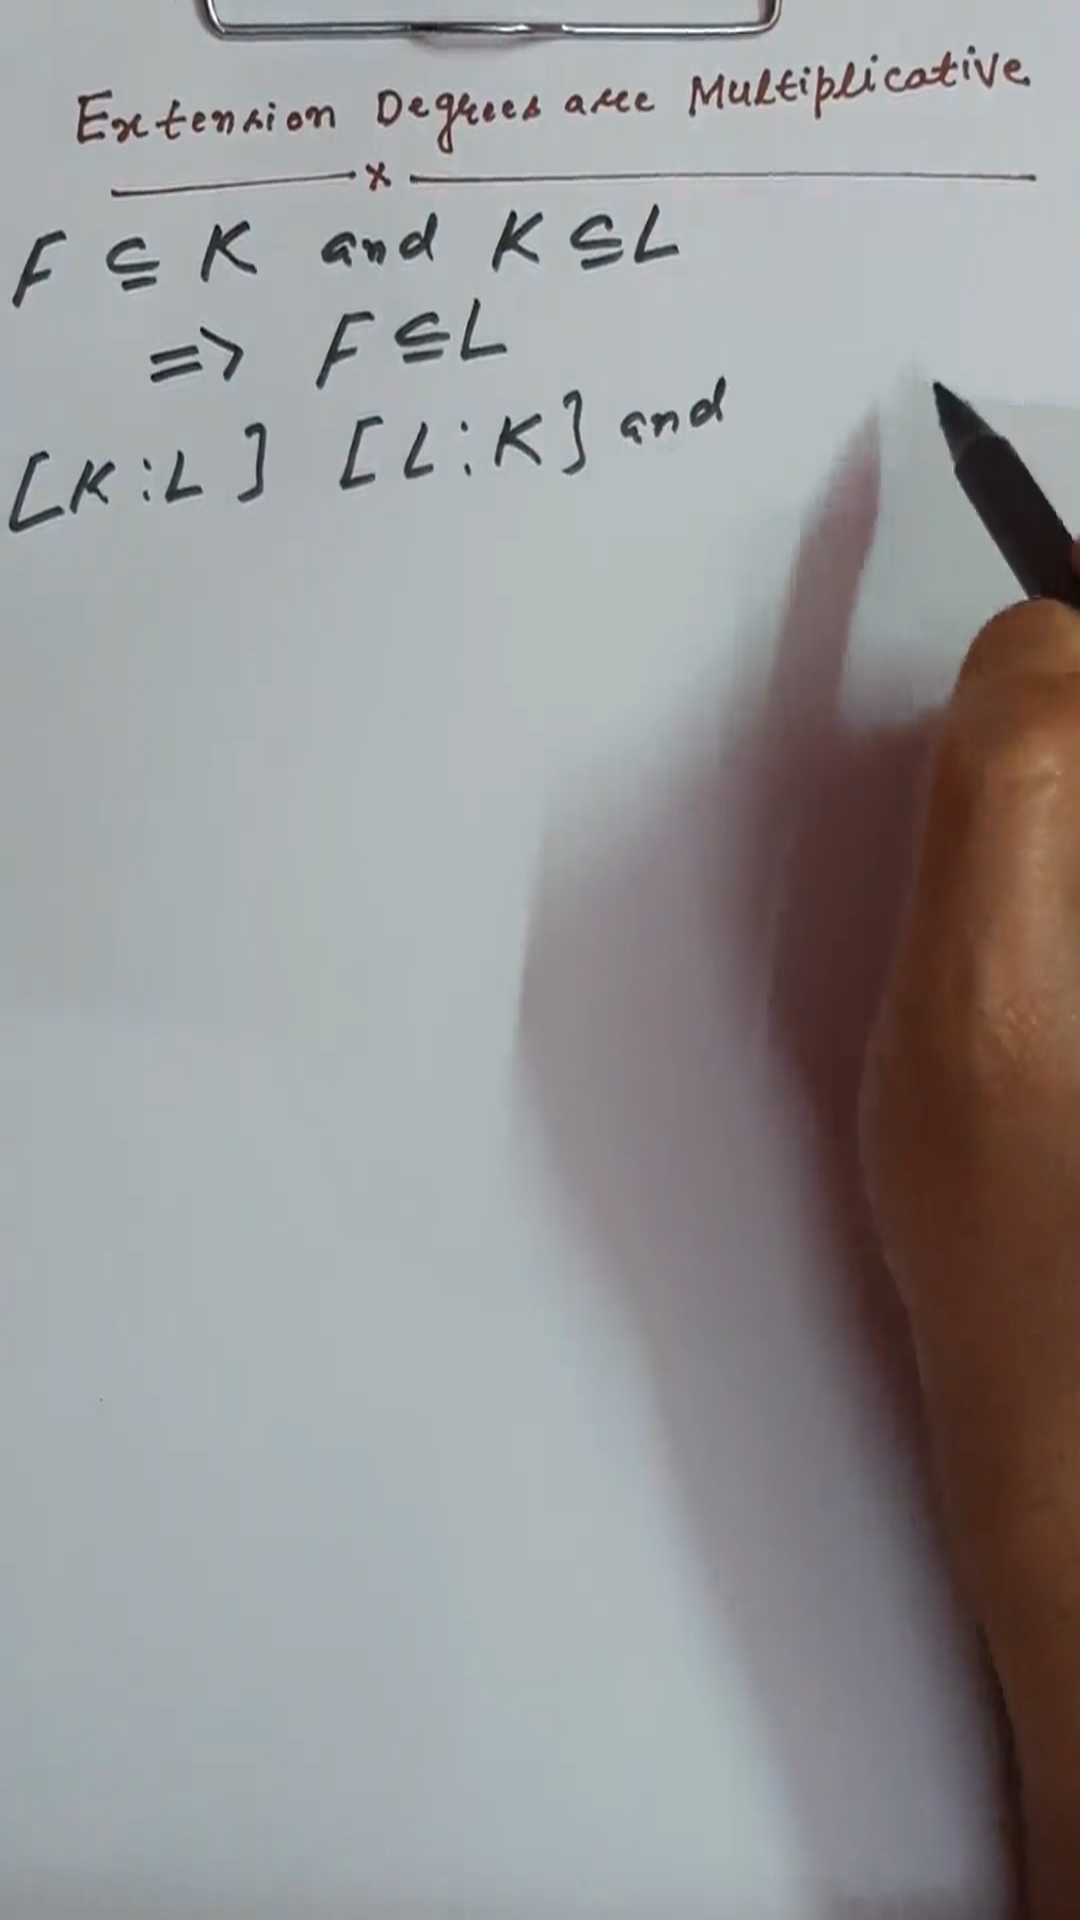 Extension Degrees are Multiplicative
x
F ⊆ K and K ⊆ L
=> F ⊆ L
[K:L] [L:K] and